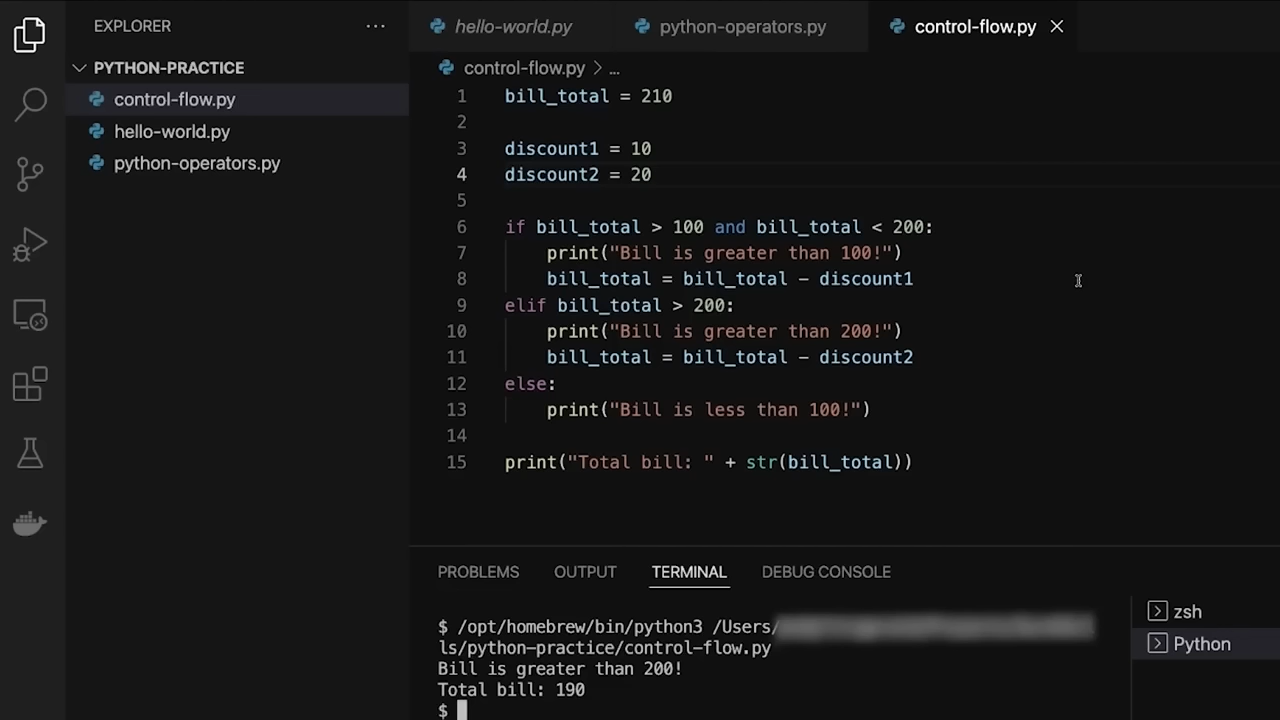 EXPLORER
PYTHON-PRACTICE
control-flow.py
hello-world.py
python-operators.py
hello-world.py python-operators.py control-flow.py
control-flow.py > ...
1 bill_total = 210
2
3 discount1 = 10
4 discount2 = 20
5
6 if bill_total > 100 and bill_total < 200:
7 print("Bill is greater than 100!")
8 bill_total = bill_total - discount1
9 elif bill_total > 200:
10 print("Bill is greater than 200!")
11 bill_total = bill_total - discount2
12 else:
13 print("Bill is less than 100!")
14
15 print("Total bill: " + str(bill_total))
PROBLEMS OUTPUT TERMINAL DEBUG CONSOLE
$ /opt/homebrew/bin/python3 /Users/
ls/python-practice/control-flow.py
Bill is greater than 200!
Total bill: 190
$
zsh
Python